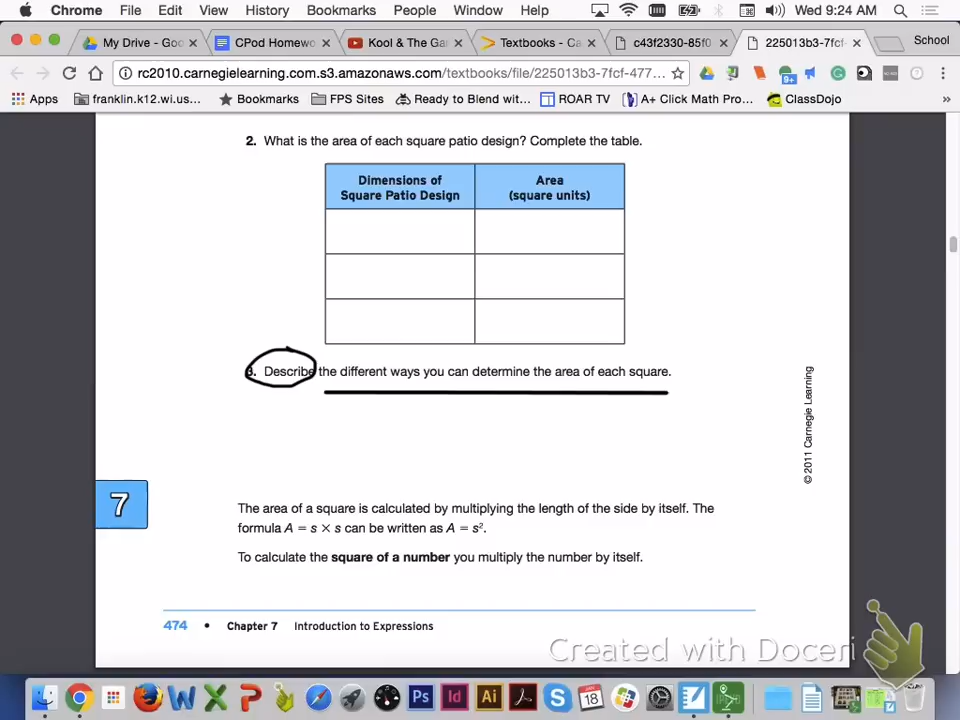 Chrome File Edit View History Bookmarks People Window Help Wed 9:24 AM
My Drive - Goo CPod Homewo Kool & The Ga Textbooks - Ca c43f2330-85f0 225013b3-7fcf- School
rc2010.carnegielearning.com.s3.amazonaws.com/textbooks/file/225013b3-7fcf-477...
Apps franklin.k12.wi.us... Bookmarks FPS Sites Ready to Blend wit... ROAR TV A+ Click Math Pro... ClassDojo »
2. What is the area of each square patio design? Complete the table.
Dimensions of
Square Patio Design
Area
(square units)
3. Describe the different ways you can determine the area of each square.
© 2011 Carnegie Learning
7
The area of a square is calculated by multiplying the length of the side by itself. The
formula A = s × s can be written as A = s².
To calculate the square of a number you multiply the number by itself.
474 • Chapter 7 Introduction to Expressions
Created with Doceri